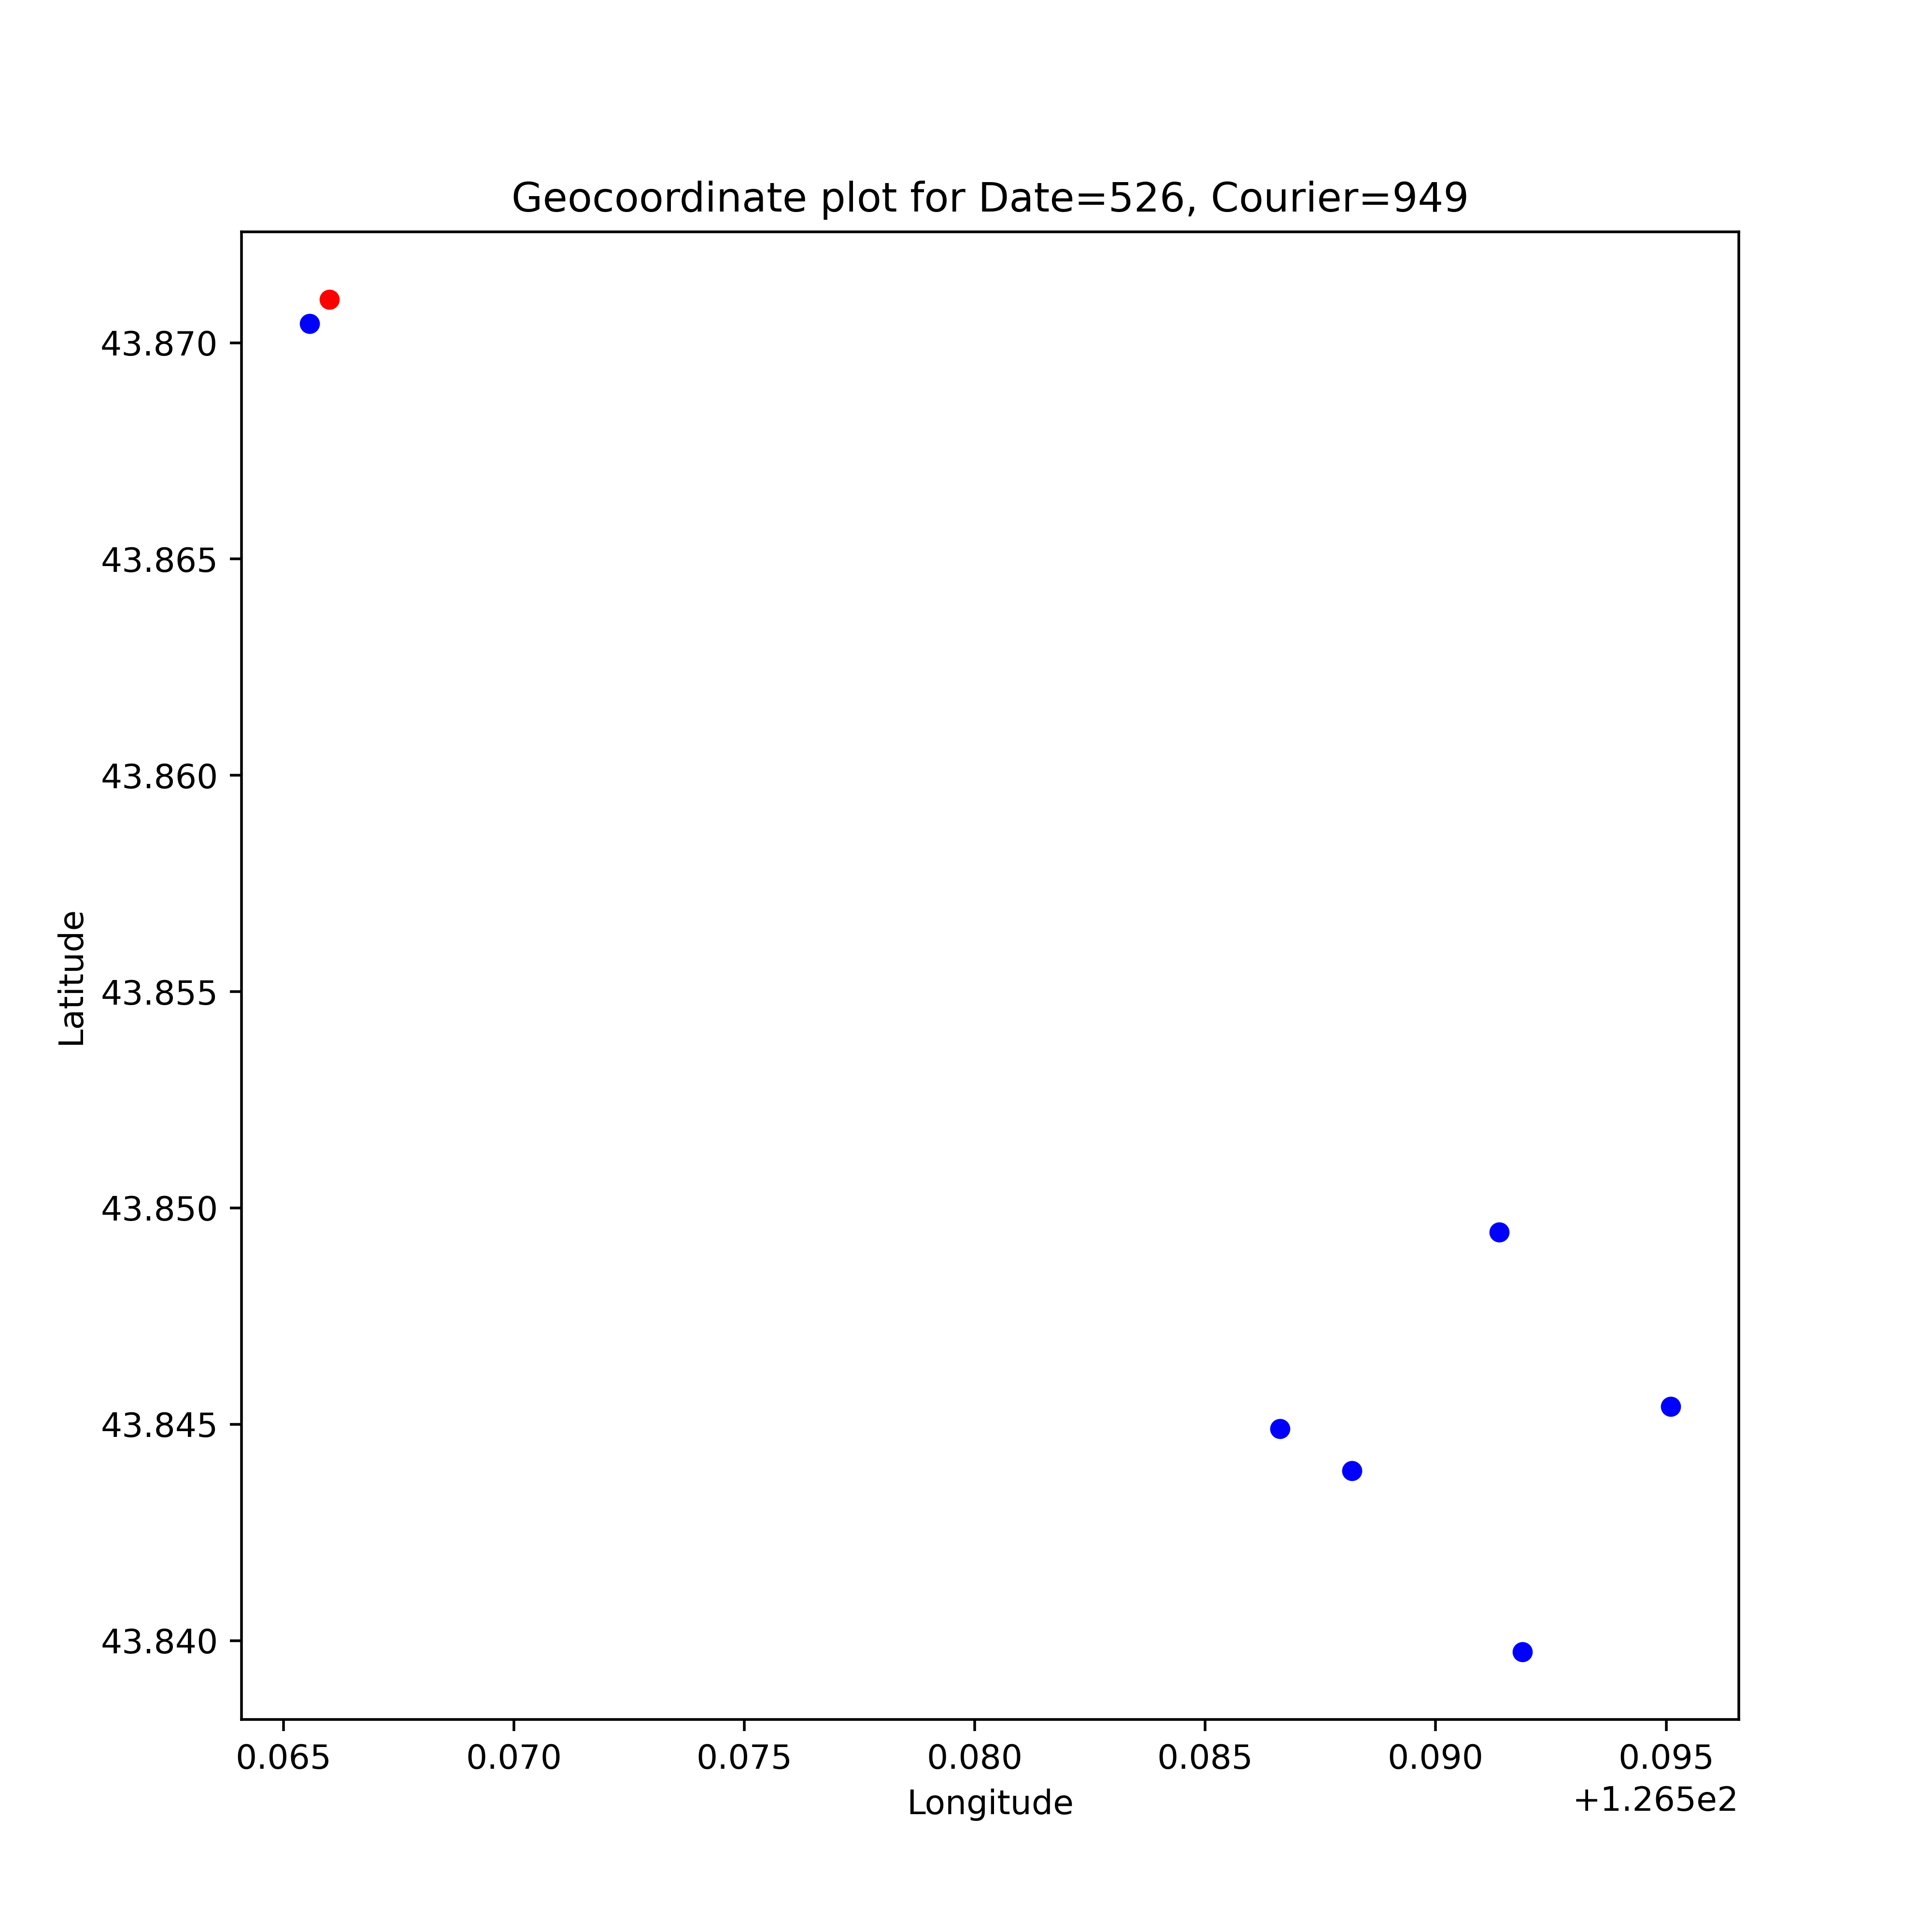 Geocoordinate plot for Date=526, Courier=949
43.870
43.865
43.860
43.855
43.850
43.845
43.840
Latitude
0.065 0.070 0.075 0.080 0.085 0.090 0.095
Longitude
+1.265e2